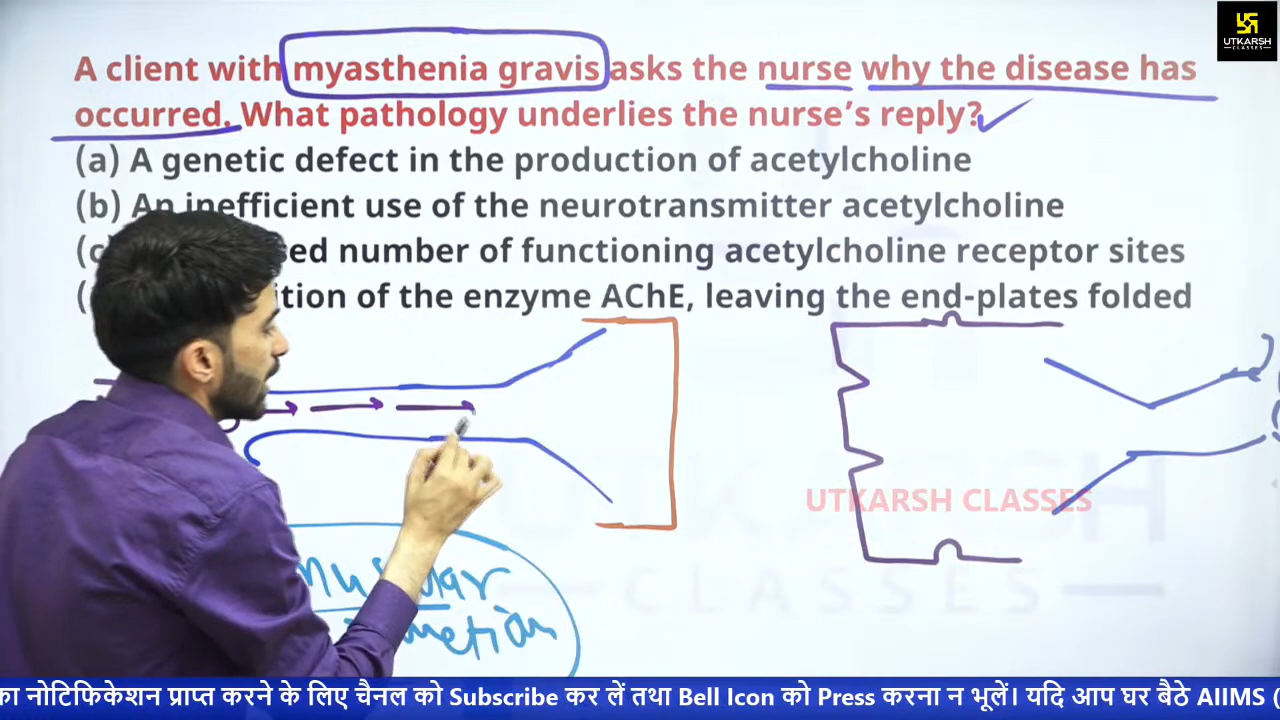 UTKARSH
CLASSES
A client with myasthenia gravis asks the nurse why the disease has
occurred. What pathology underlies the nurse's reply?
(a) A genetic defect in the production of acetylcholine
(b) An inefficient use of the neurotransmitter acetylcholine
number of functioning acetylcholine receptor sites
of the enzyme AChE, leaving the end-plates folded
UTKARSH CLASSES
UTKARSH
CLASSES
का नोटिफिकेशन प्राप्त करने के लिए चैनल को Subscribe कर लें तथा Bell Icon को Press करना न भूलें। यदि आप घर बैठे AIIMS (